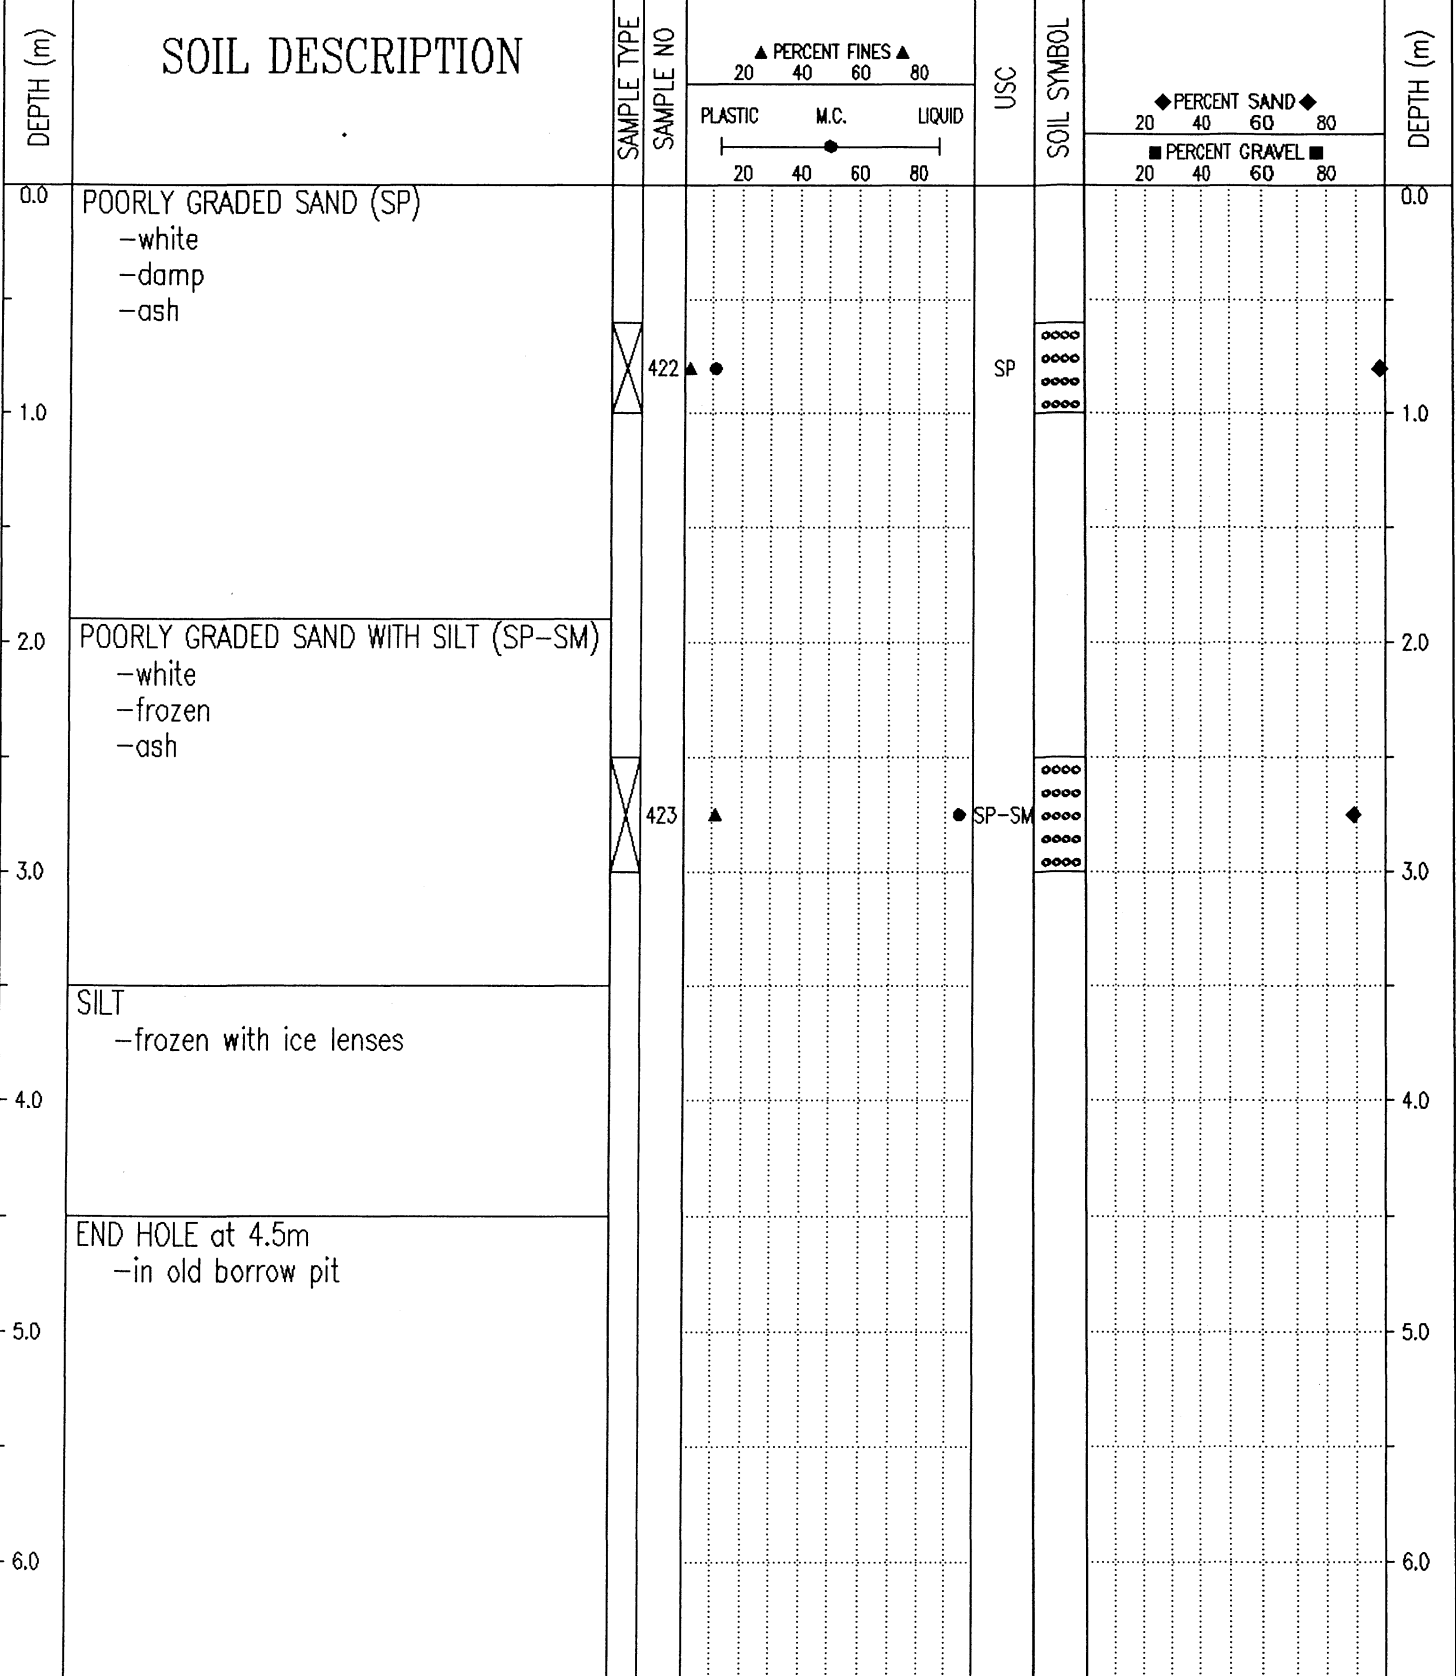 DEPTH (m)
SOIL DESCRIPTION
SAMPLE TYPE
SAMPLE NO
▲ PERCENT FINES ▲
20 40 60 80
PLASTIC M.C. LIQUID
20 40 60 80
USC
SOIL SYMBOL
◆ PERCENT SAND ◆
20 40 60 80
■ PERCENT GRAVEL ■
20 40 60 80
DEPTH (m)
0.0 POORLY GRADED SAND (SP) 0.0
-white
-damp
-ash
422 SP
1.0 1.0
POORLY GRADED SAND WITH SILT (SP-SM)
2.0 2.0
-white
-frozen
-ash
423 SP-SM
3.0 3.0
SILT
-frozen with ice lenses
4.0 4.0
END HOLE at 4.5m
-in old borrow pit
5.0 5.0
6.0 6.0